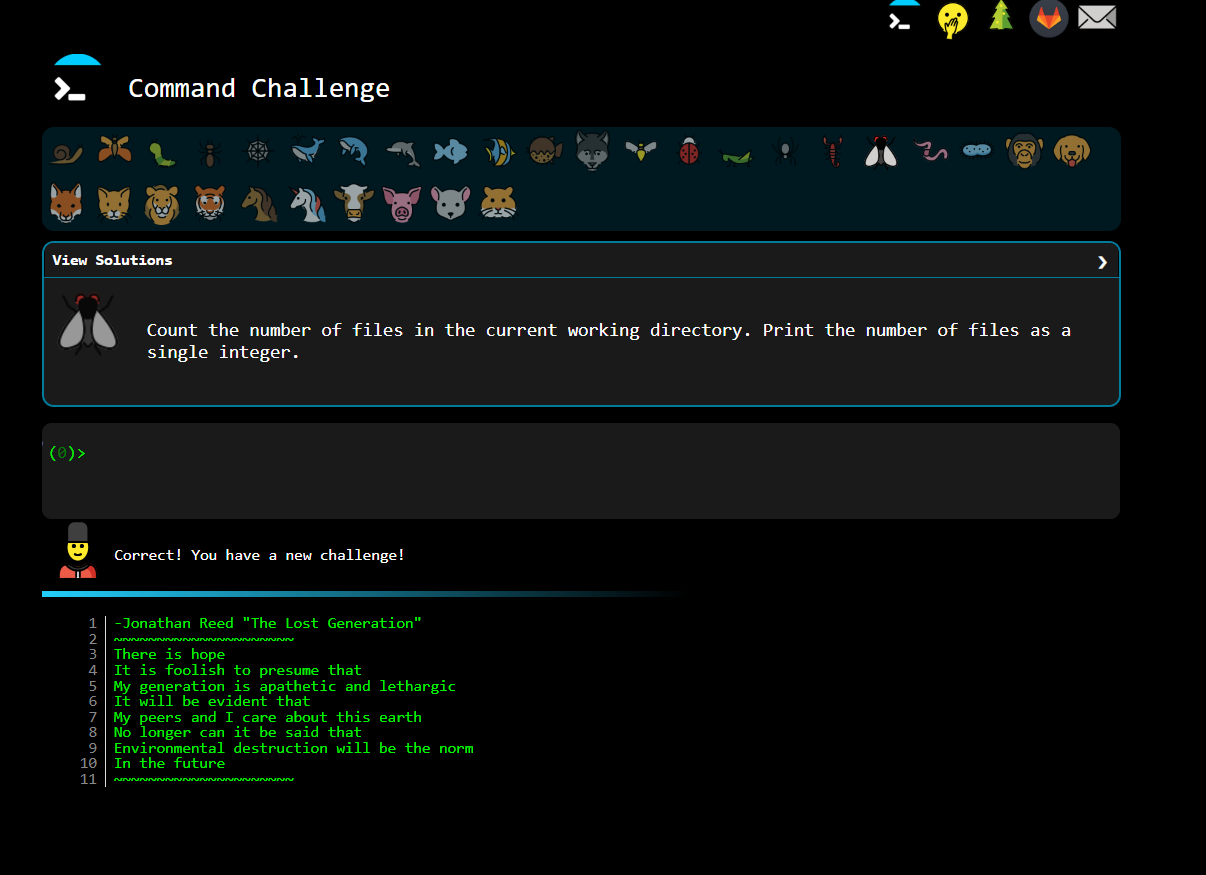 Command Challenge
View Solutions
Count the number of files in the current working directory. Print the number of files as a
single integer.
(0)>
Correct! You have a new challenge!
1 -Jonathan Reed "The Lost Generation"
2 ~~~~~~~~~~~~~~~~~~~~~
3 There is hope
4 It is foolish to presume that
5 My generation is apathetic and lethargic
6 It will be evident that
7 My peers and I care about this earth
8 No longer can it be said that
9 Environmental destruction will be the norm
10 In the future
11 ~~~~~~~~~~~~~~~~~~~~~